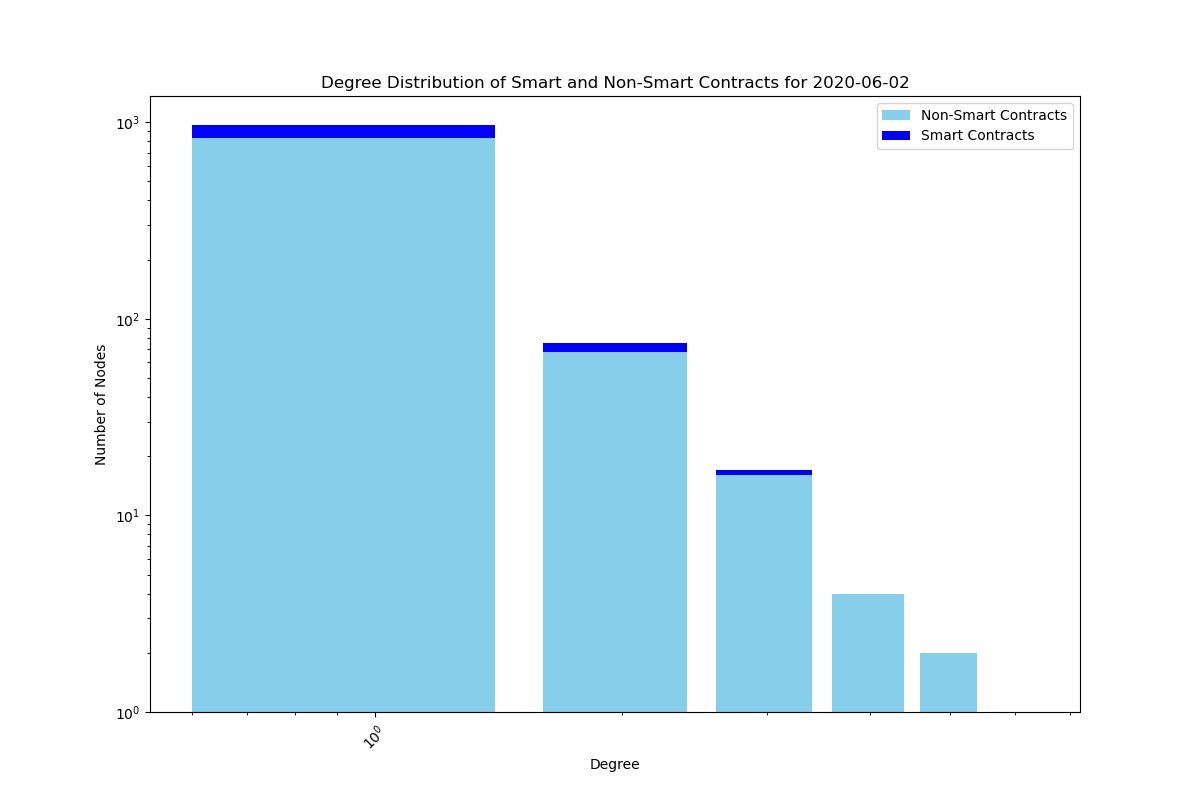 Degree Distribution of Smart and Non-Smart Contracts for 2020-06-02
Non-Smart Contracts
Smart Contracts
Number of Nodes
10³
10²
10¹
10⁰
10⁰
Degree